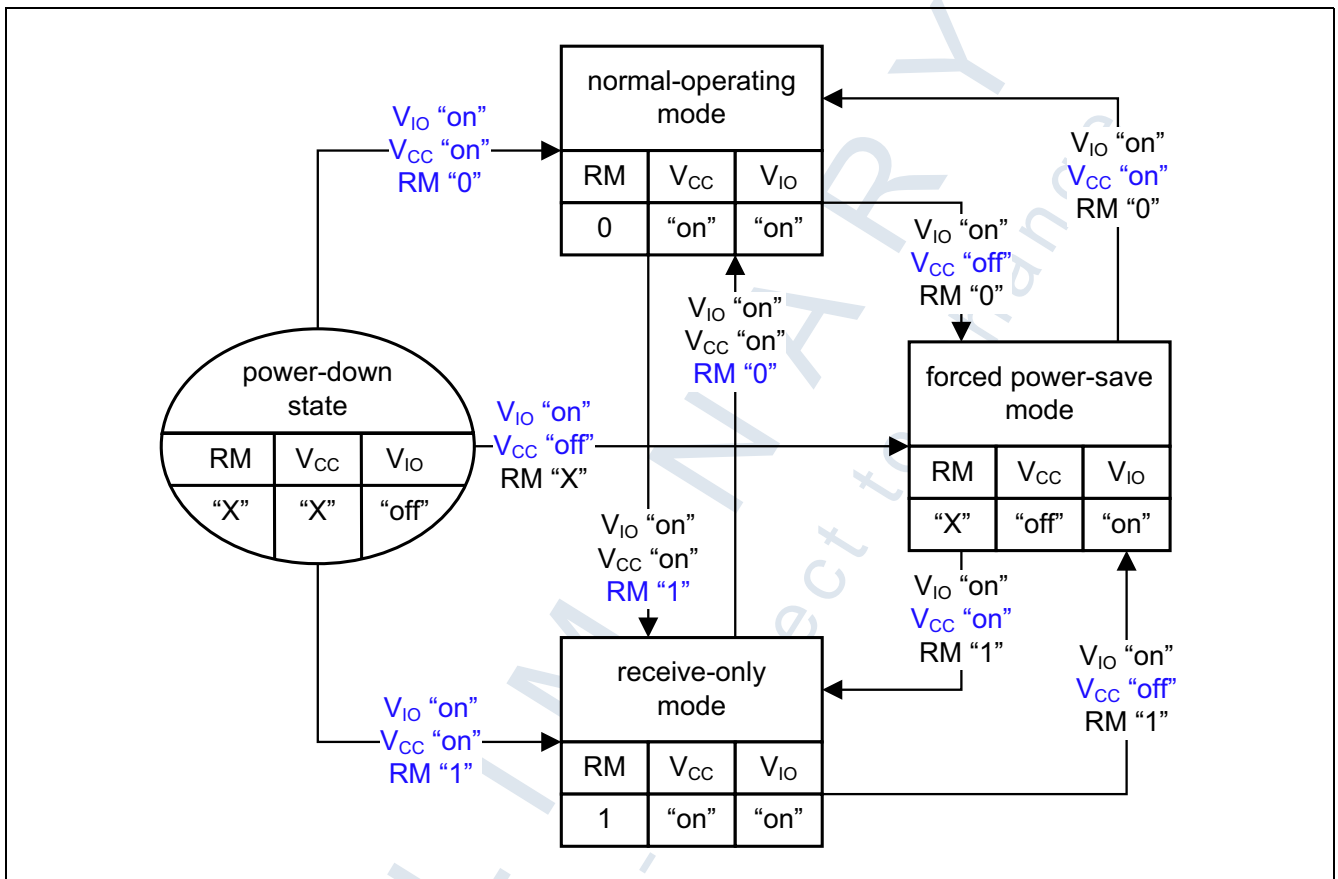 normal-operating
mode
RM VCC VIO
0 “on” “on”
VIO “on”
VCC “on”
RM “0”
VIO “on”
VCC “on”
RM “0”
VIO “on”
VCC “off”
RM “0”
VIO “on”
VCC “on”
RM “0”
power-down
state
RM VCC VIO
“X” “X” “off”
VIO “on”
VCC “off”
RM “X”
forced power-save
mode
RM VCC VIO
“X” “off” “on”
VIO “on”
VCC “on”
RM “1”
VIO “on”
VCC “on”
RM “1”
VIO “on”
VCC “off”
RM “1”
receive-only
mode
RM VCC VIO
1 “on” “on”
VIO “on”
VCC “on”
RM “1”